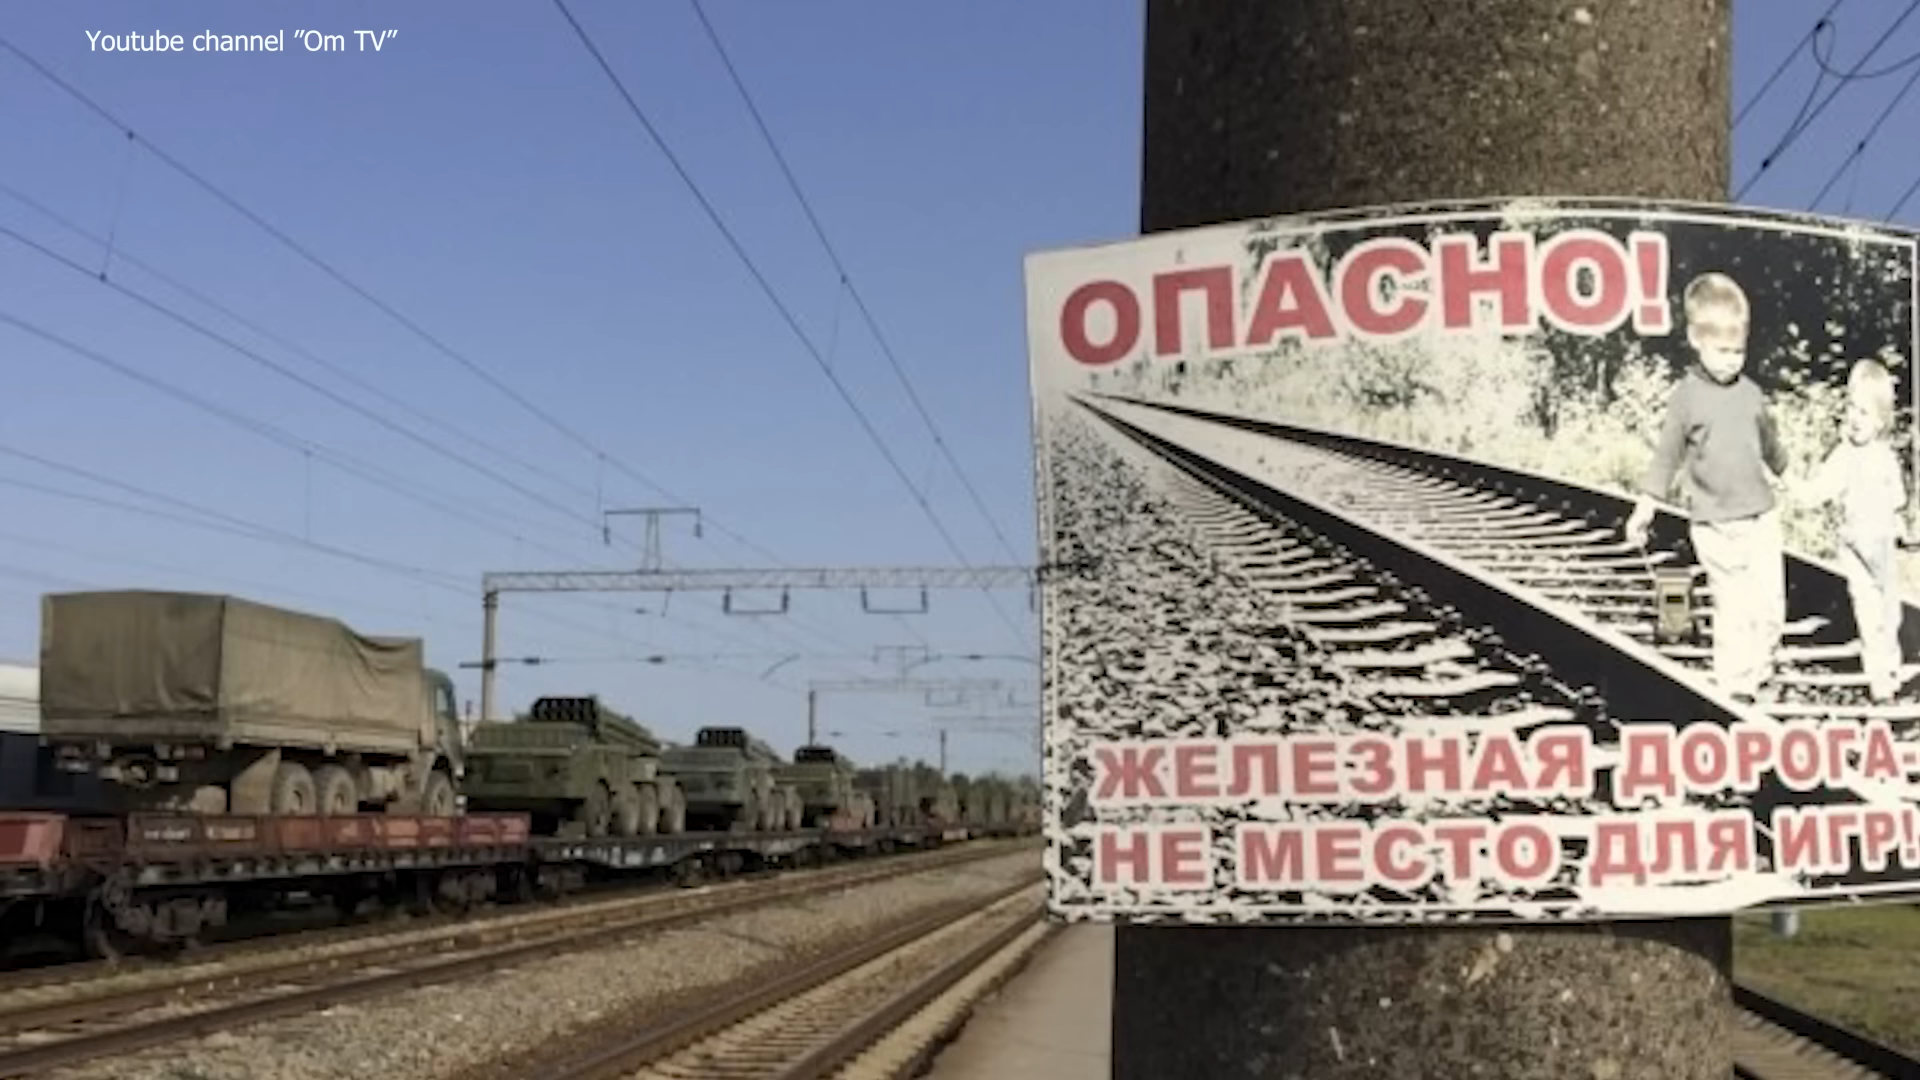 Youtube channel "Om TV"
ОПАСНО!
ЖЕЛЕЗНАЯ ДОРОГА-
НЕ МЕСТО ДЛЯ ИГР!